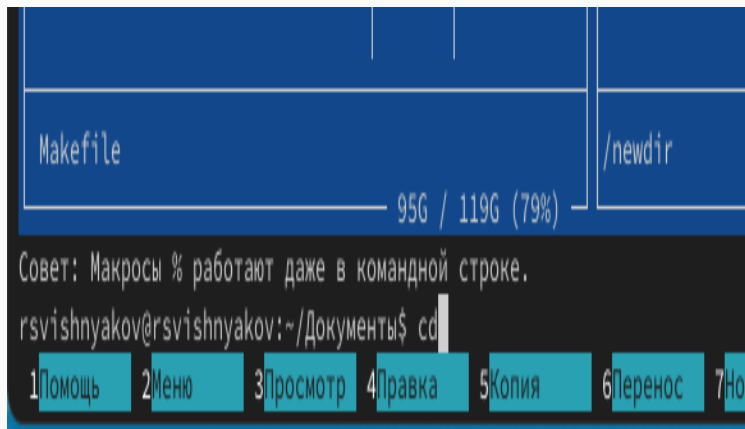 Makefile
/newdir
95G / 119G (79%)
Совет: Макросы % работают даже в командной строке.
rsvishnyakov@rsvishnyakov:~/Документы$ cd
1Помощь 2Меню 3Просмотр 4Правка 5Копия 6Перенос 7Но